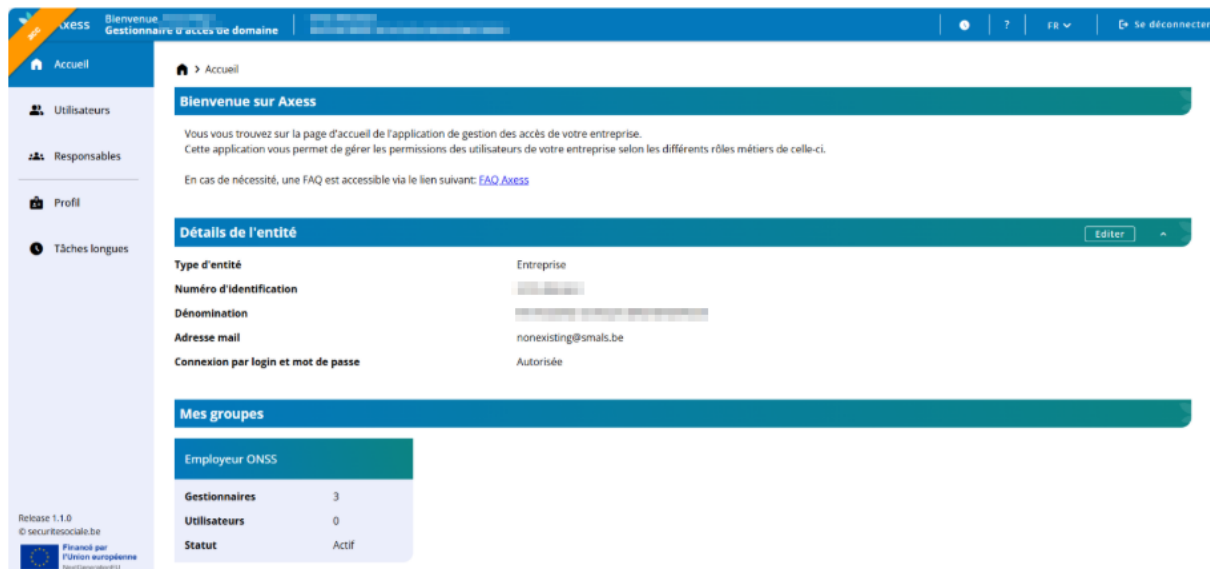 acc
Axess
Bienvenue
Gestionnaire d'accès de domaine
?
FR
Se déconnecter
Accueil
Utilisateurs
Responsables
Profil
Tâches longues
> Accueil
Bienvenue sur Axess
Vous vous trouvez sur la page d'accueil de l'application de gestion des accès de votre entreprise.
Cette application vous permet de gérer les permissions des utilisateurs de votre entreprise selon les différents rôles métiers de celle-ci.
En cas de nécessité, une FAQ est accessible via le lien suivant: FAQ Axess
Détails de l'entité Editer
Type d'entité Entreprise
Numéro d'identification
Dénomination
Adresse mail nonexisting@smals.be
Connexion par login et mot de passe Autorisée
Mes groupes
Employeur ONSS
Gestionnaires 3
Utilisateurs 0
Statut Actif
Release 1.1.0
© securitesociale.be
Financé par
l'Union européenne
NextGenerationEU